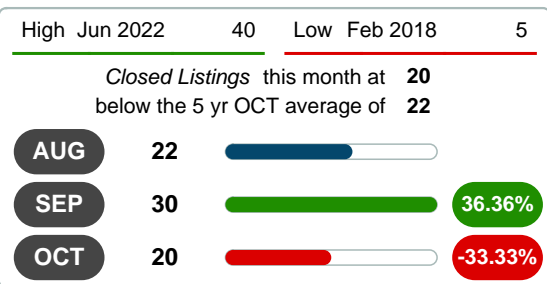 High Jun 2022 40 Low Feb 2018 5
Closed Listings this month at 20
below the 5 yr OCT average of 22
AUG 22
SEP 30 36.36%
OCT 20 -33.33%